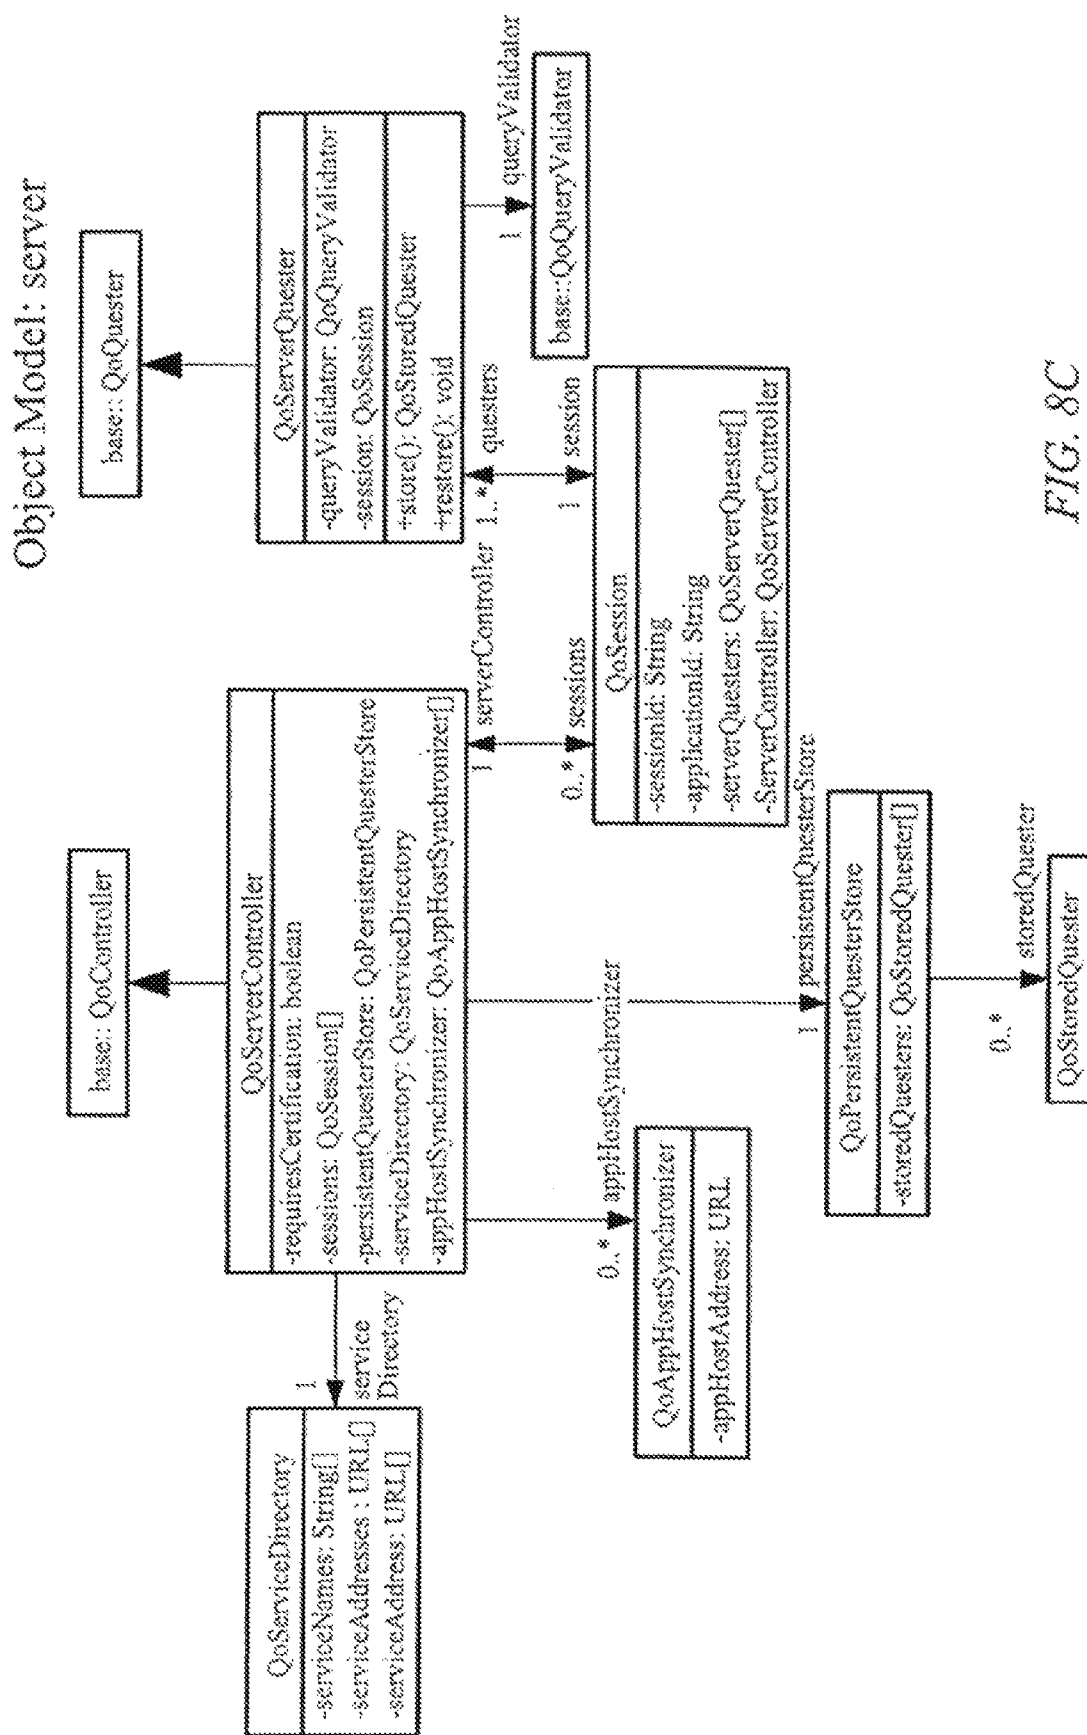 Object Model: server
base:: QoController
base:: QoQuester
QoServiceDirectory
-serviceNames: String[]
-serviceAddresses : URL[]
-serviceAddress: URL[]
1
service
Directory
QoServerController
-requiresCertification: boolean
-sessions: QoSession[]
-persistentQuesterStore: QoPersistentQuesterStore
-serviceDirectory: QoServiceDirectory
-appHostSynchronizer: QoAppHostSynchronizer[]
QoServerQuester
-queryValidator: QoQueryValidator
-session: QoSession
+store(): QoStoredQuester
+restore(): void
1 serverController
0..* sessions
1..* questers
1 session
1 queryValidator
base::QoQueryValidator
0..* appHostSynchronizer
QoAppHostSynchronizer
-appHostAddress: URL
QoSession
-sessionId: String
-applicationId: String
-serverQuesters: QoServerQuester[]
-ServerController: QoServerController
1 persistentQuesterStore
QoPersistentQuesterStore
-storedQuesters: QoStoredQuester[]
0..* storedQuester
QoStoredQuester
FIG. 8C